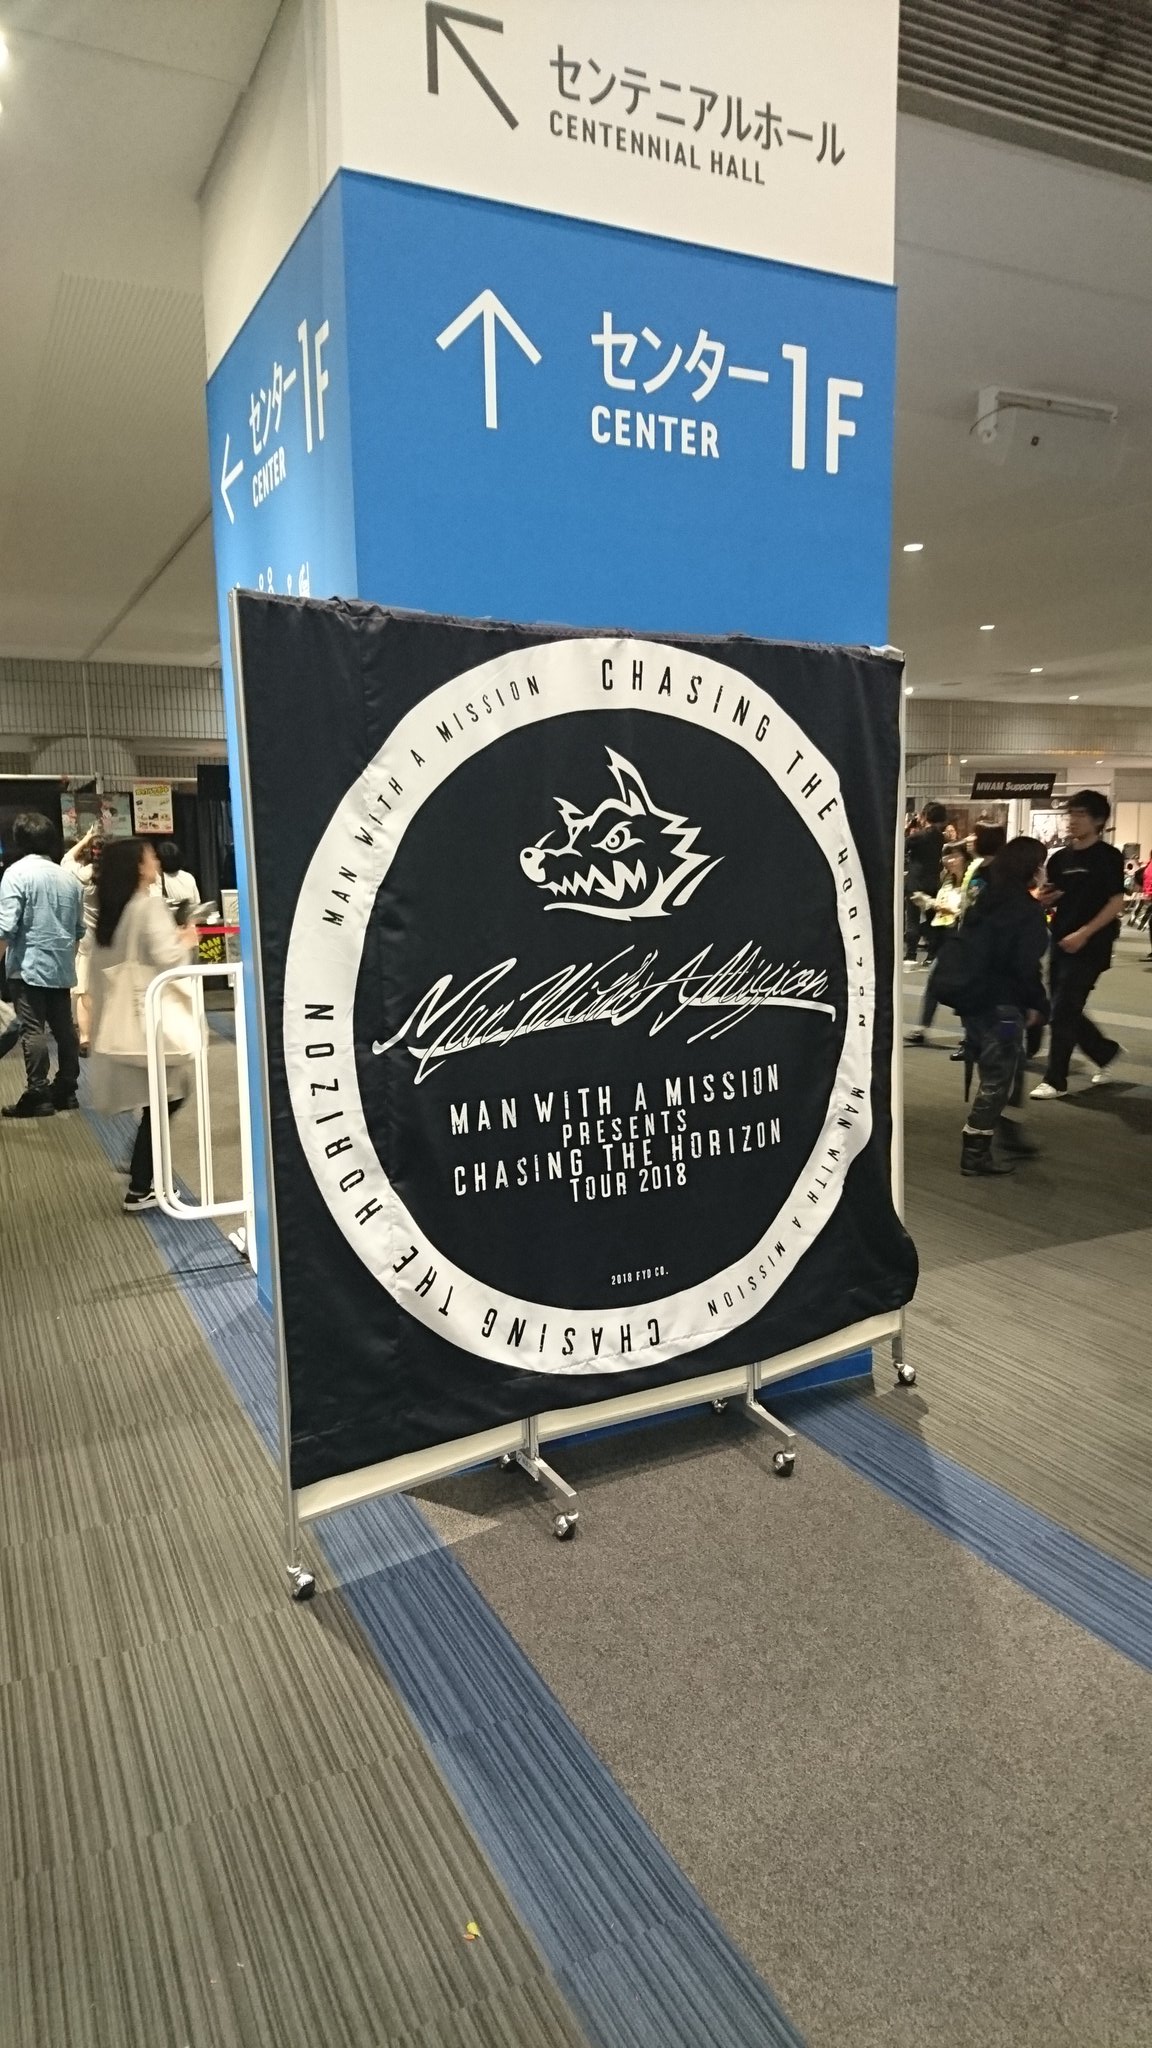 センテニアルホール
CENTENNIAL HALL
センター 1F
CENTER
センター 1F
CENTER
MAN WITH A MISSION CHASING THE HORIZON MAN WITH A MISSION CHASING THE HORIZON
Man With A Mission
MAN WITH A MISSION
PRESENTS
CHASING THE HORIZON
TOUR 2018
2018 FYD CO.
MWAM Supporters